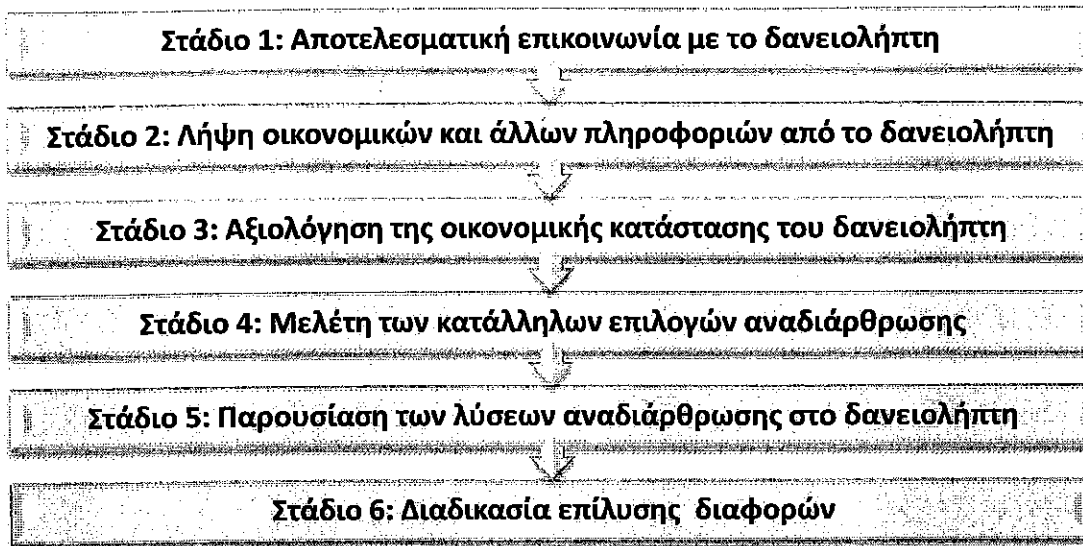 Στάδιο 1: Αποτελεσματική επικοινωνία με το δανειολήπτη
Στάδιο 2: Λήψη οικονομικών και άλλων πληροφοριών από το δανειολήπτη
Στάδιο 3: Αξιολόγηση της οικονομικής κατάστασης του δανειολήπτη
Στάδιο 4: Μελέτη των κατάλληλων επιλογών αναδιάρθρωσης
Στάδιο 5: Παρουσίαση των λύσεων αναδιάρθρωσης στο δανειολήπτη
Στάδιο 6: Διαδικασία επίλυσης διαφορών